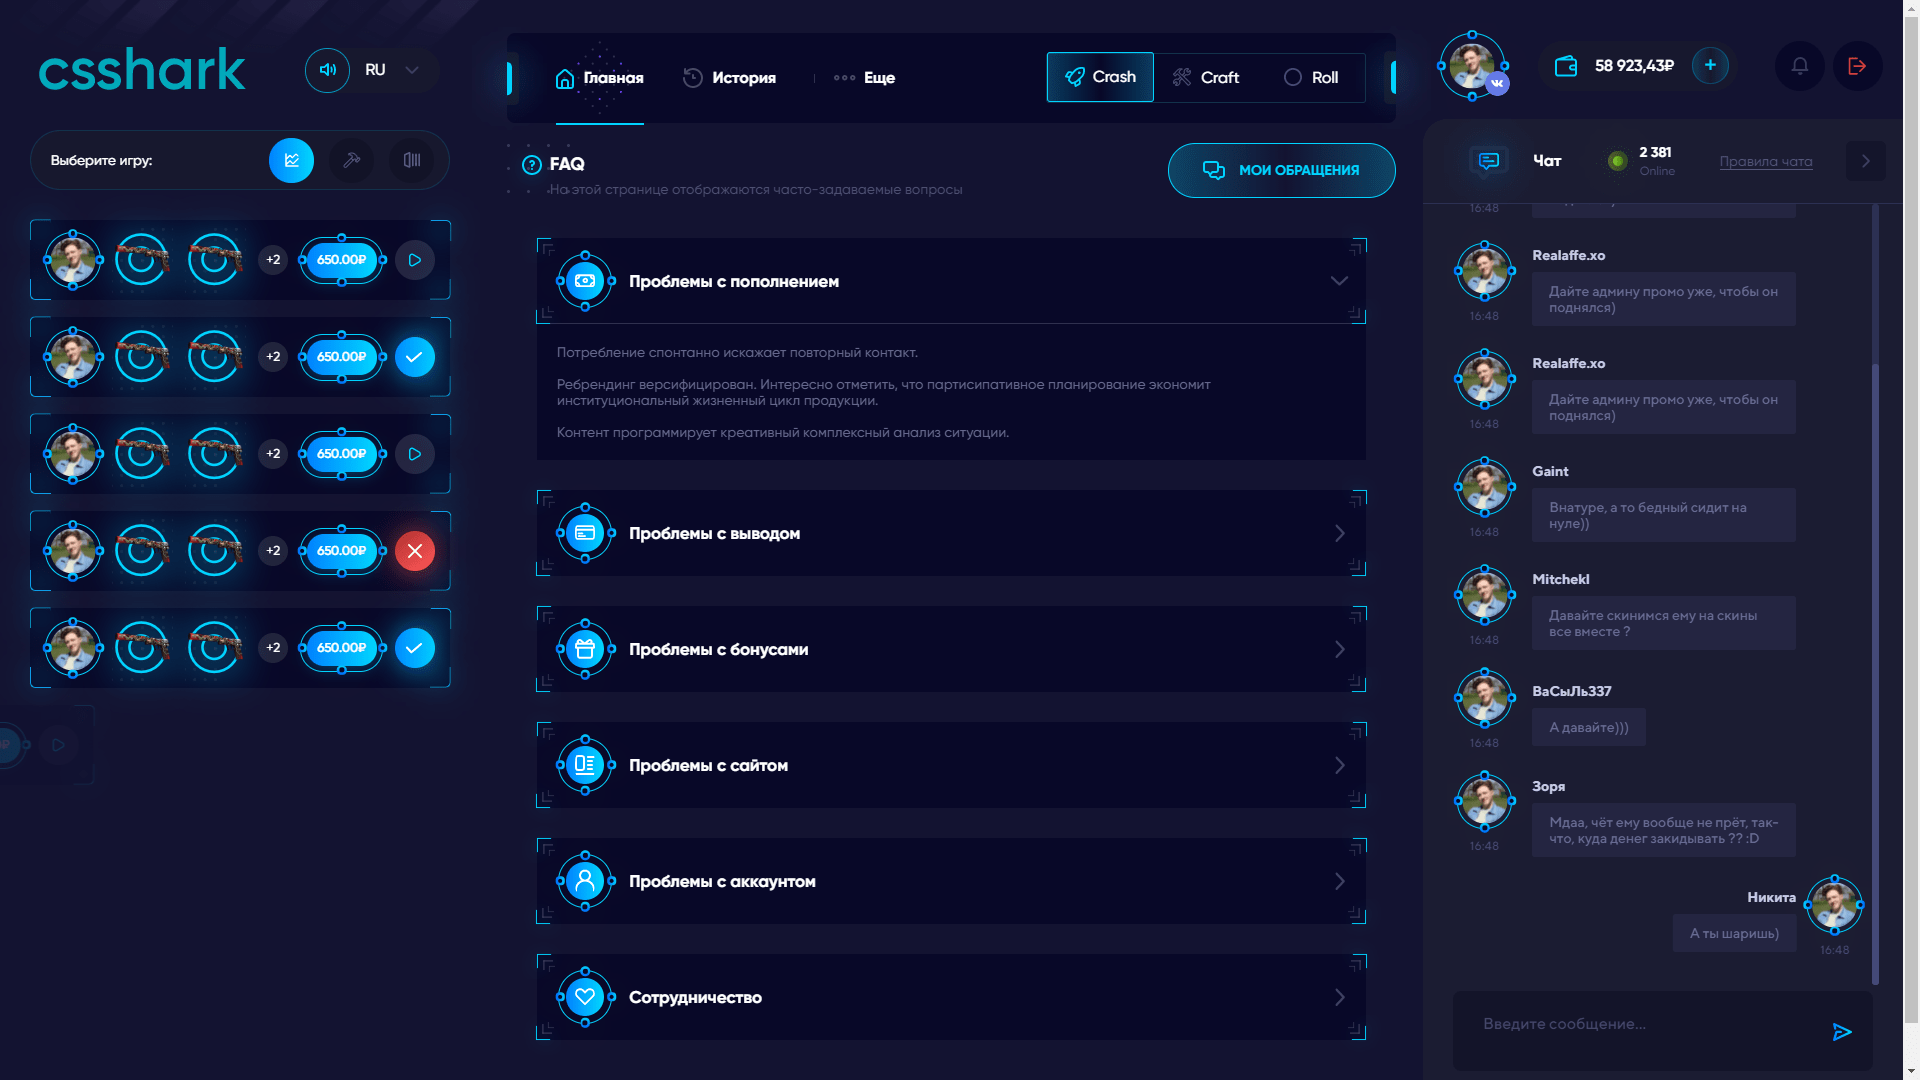 csshark
RU
Выберите игру:
+2
650.00₽
+2
650.00₽
+2
650.00₽
+2
650.00₽
+2
650.00₽
Главная
История
Еще
Crash
Craft
Roll
FAQ
На этой странице отображаются часто-задаваемые вопросы
МОИ ОБРАЩЕНИЯ
Проблемы с пополнением
Потребление спонтанно искажает повторный контакт.
Ребрендинг версифицирован. Интересно отметить, что партисипативное планирование экономит
институциональный жизненный цикл продукции.
Контент программирует креативный комплексный анализ ситуации.
Проблемы с выводом
Проблемы с бонусами
Проблемы с сайтом
Проблемы с аккаунтом
Сотрудничество
58 923,43₽
+
Чат
2 381
Online
Правила чата
16:48
Realaffe.xo
Дайте админу промо уже, чтобы он
поднялся)
16:48
Realaffe.xo
Дайте админу промо уже, чтобы он
поднялся)
16:48
Gaint
Внатуре, а то бедный сидит на
нуле))
16:48
Mitchekl
Давайте скинимся ему на скины
все вместе ?
16:48
ВаСыЛь337
А давайте)))
16:48
Зоря
Мдаа, чёт ему вообще не прёт, так-
что, куда денег закидывать ?? :D
16:48
Никита
А ты шаришь)
16:48
Введите сообщение...